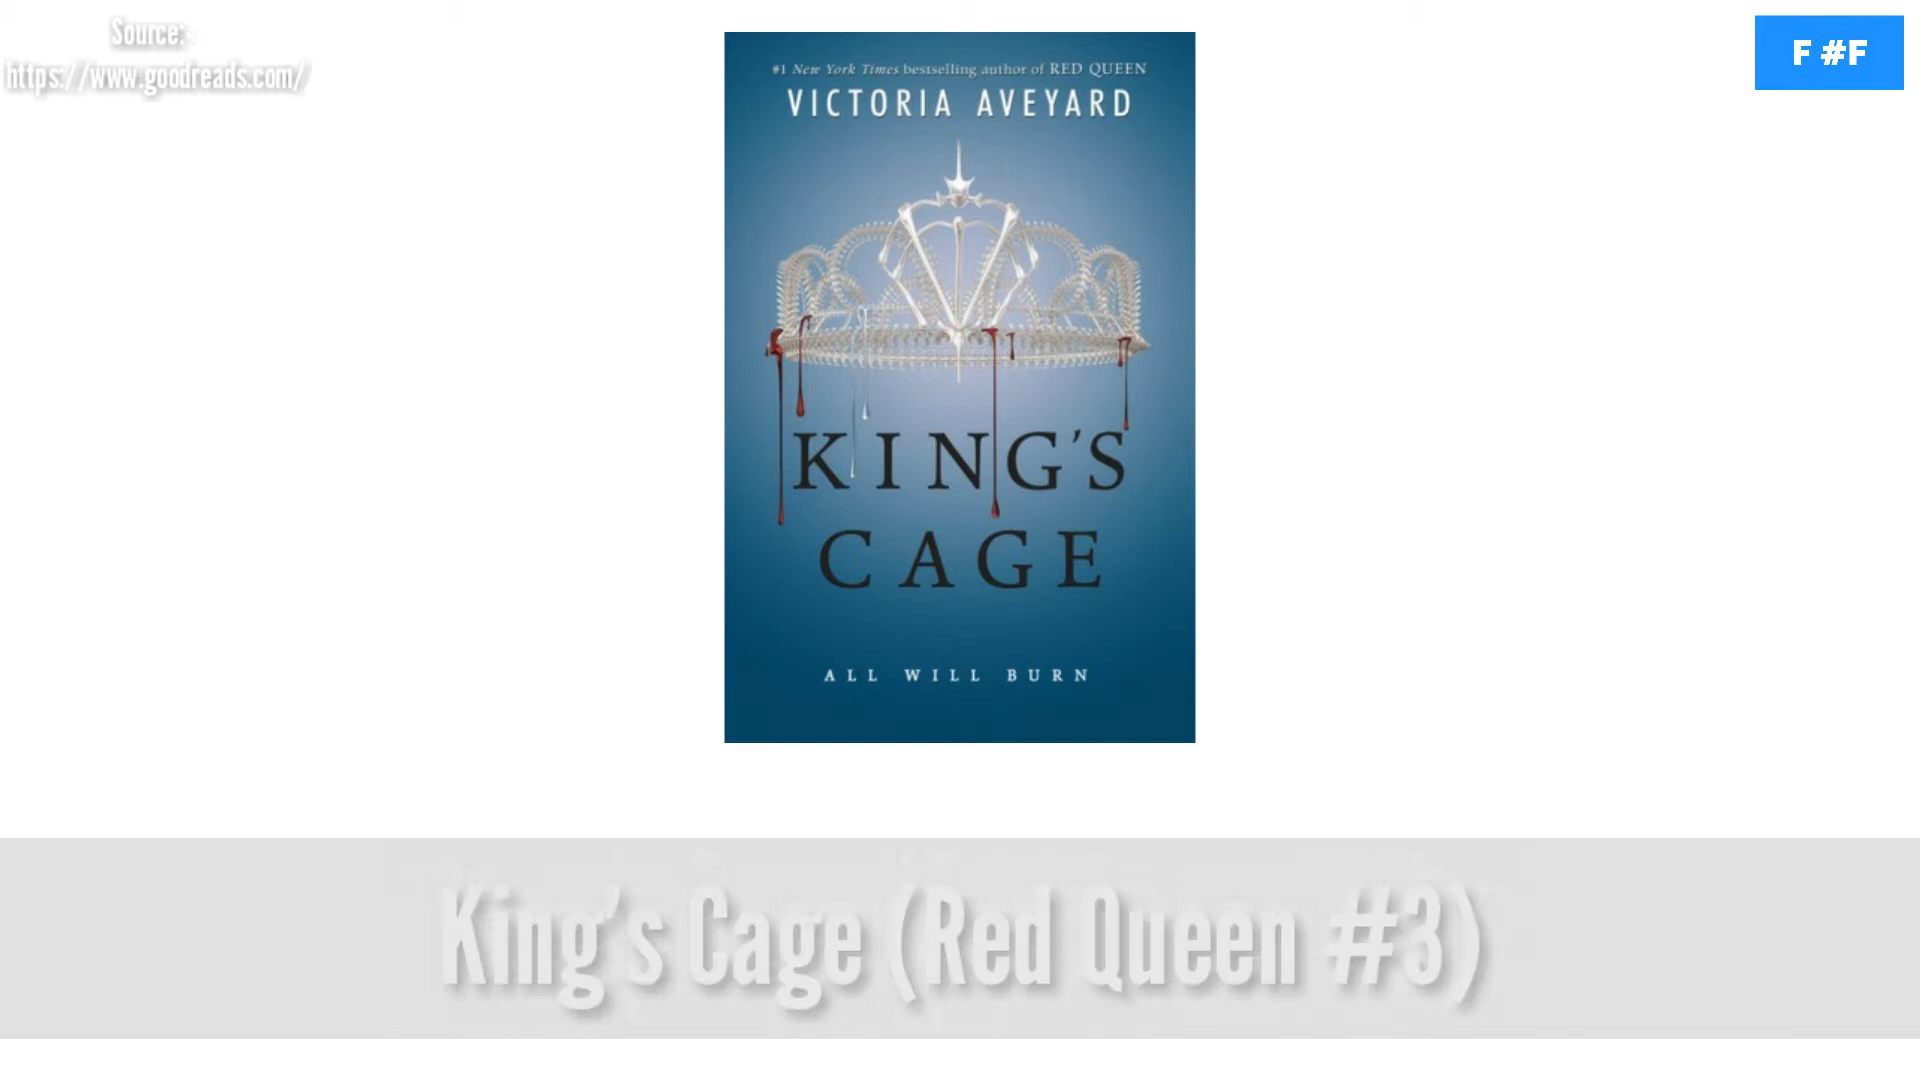 Source:-
https://www.goodreads.com/
F #F
#1 New York Times bestselling author of RED QUEEN
VICTORIA AVEYARD
KING'S
CAGE
ALL WILL BURN
King's Cage (Red Queen #3)